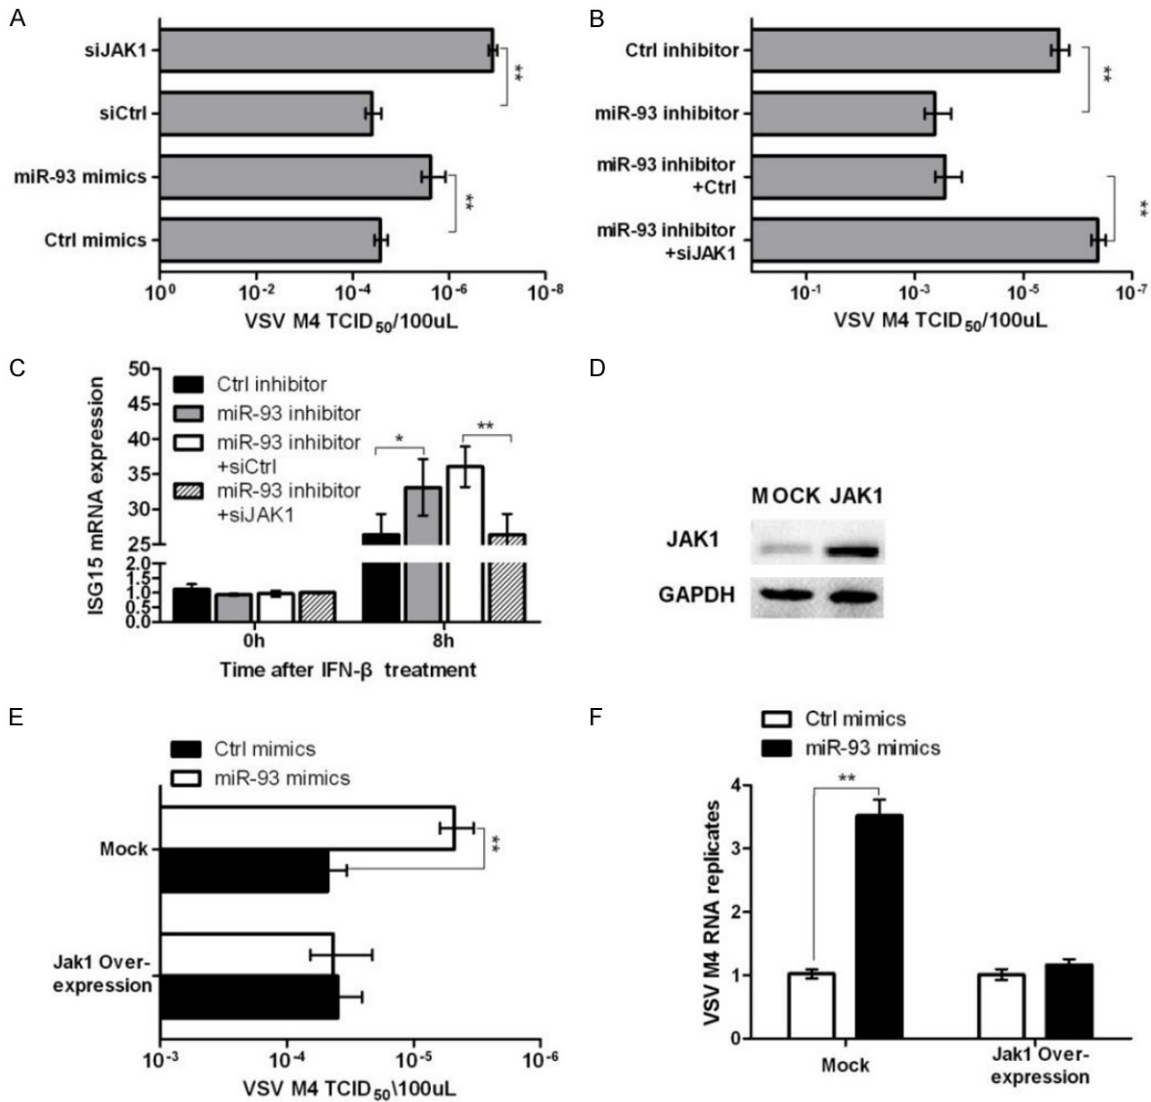 A
siJAK1
siCtrl
miR-93 mimics
Ctrl mimics
**
**
10⁰ 10⁻² 10⁻⁴ 10⁻⁶ 10⁻⁸
VSV M4 TCID₅₀/100uL
B
Ctrl inhibitor
miR-93 inhibitor
miR-93 inhibitor
+Ctrl
miR-93 inhibitor
+siJAK1
**
**
10⁻¹ 10⁻³ 10⁻⁵ 10⁻⁷
VSV M4 TCID₅₀/100uL
C
ISG15 mRNA expression
50
45
40
35
30
25
2.0
1.5
1.0
0.5
0.0
Ctrl inhibitor
miR-93 inhibitor
miR-93 inhibitor
+siCtrl
miR-93 inhibitor
+siJAK1
* **
0h 8h
Time after IFN-β treatment
D
MOCK JAK1
JAK1
GAPDH
E
Ctrl mimics
miR-93 mimics
Mock
**
Jak1 Over-
expression
10⁻³ 10⁻⁴ 10⁻⁵ 10⁻⁶
VSV M4 TCID₅₀\100uL
F
Ctrl mimics
miR-93 mimics
VSV M4 RNA replicates
4
3
2
1
0
**
Mock
Jak1 Over-
expression